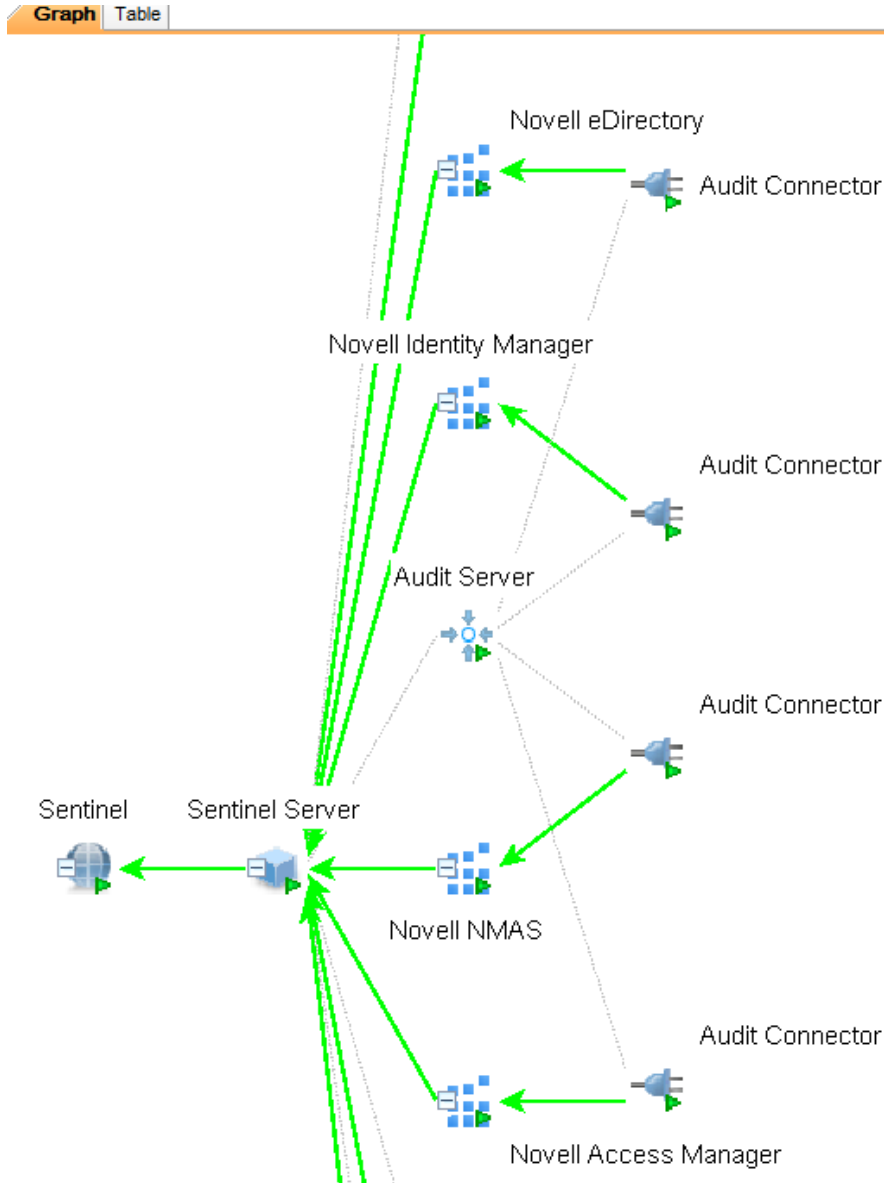 Graph Table
Novell eDirectory
Audit Connector
Novell Identity Manager
Audit Connector
Audit Server
Audit Connector
Sentinel Sentinel Server
Novell NMAS
Audit Connector
Novell Access Manager